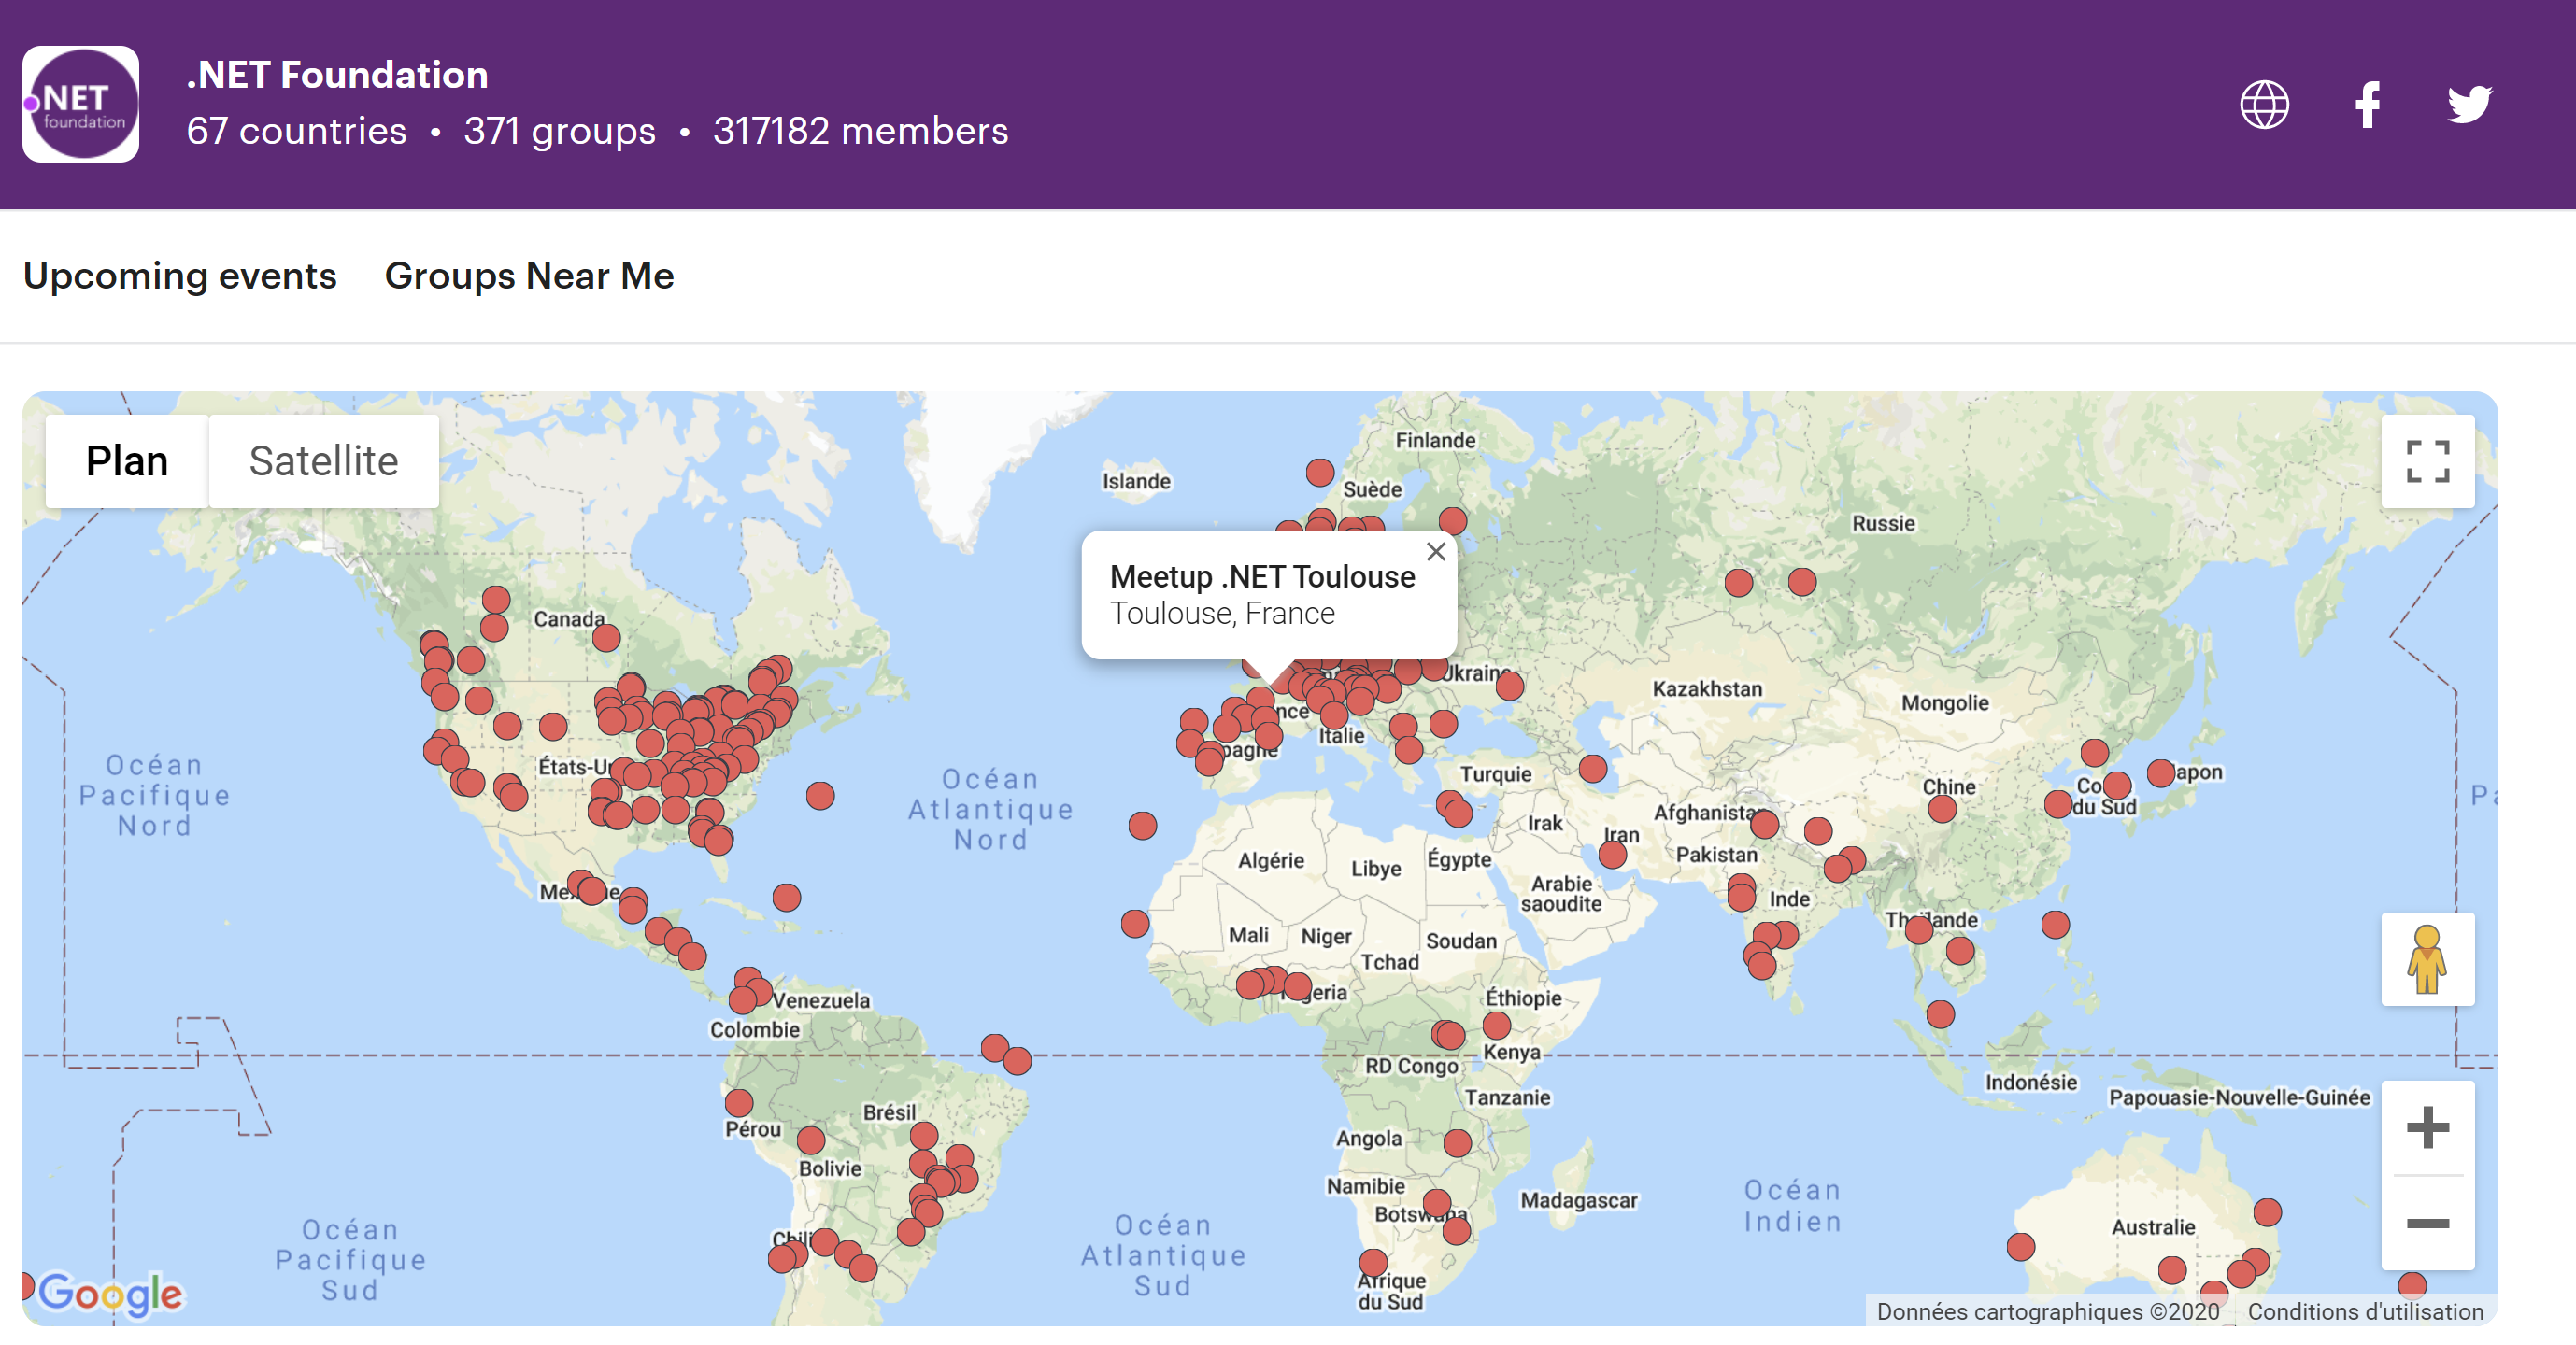 .NET Foundation
NET
foundation
67 countries • 371 groups • 317182 members
Upcoming events Groups Near Me
Plan Satellite
Finlande
Islande
Suède
Russie
Meetup .NET Toulouse
Toulouse, France
Canada
Ukraine
Kazakhstan
Mongolie
Italie
Océan
Pacifique
Nord
Océan
Atlantique
Nord
Turquie
Chine
Japon
du Sud
Afghanistan
Irak
Iran
Pakistan
Algérie
Libye
Égypte
Arabie
saoudite
Inde
Thaïlande
Mali
Niger
Soudan
Tchad
Nigeria
Éthiopie
Venezuela
Colombie
Kenya
RD Congo
Indonésie
Tanzanie
Papouasie-Nouvelle-Guinée
Brésil
Pérou
Angola
Bolivie
Namibie
Madagascar
Botswana
Océan
Indien
Australie
Océan
Pacifique
Sud
Océan
Atlantique
Sud
Chili
Afrique
du Sud
Google
Données cartographiques ©2020 Conditions d'utilisation